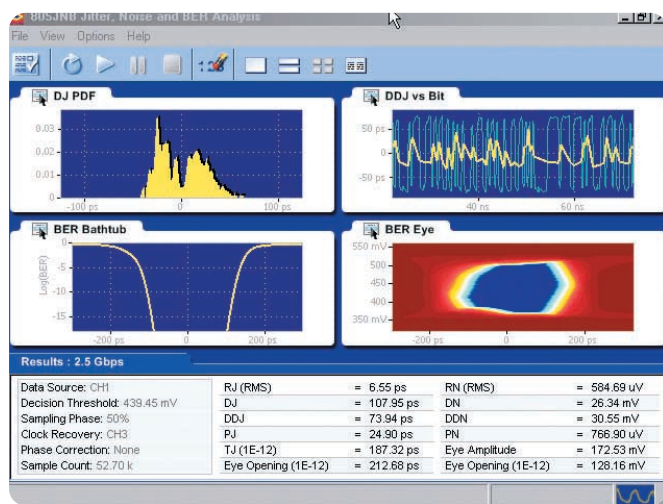 80SJNB Jitter, Noise and BER Analysis
File View Options Help
DJ PDF
0.03
0.02
0.01
0
-100 ps 0 100 ps
DDJ vs Bit
50 ps
0
-50 ps
40 ns 60 ns
BER Bathtub
Log(BER)
0
-5
-10
-15
-200 ps 0 200 ps
BER Eye
550 mV
500
450
400
350 mV
-200 ps 0 200 ps
Results : 2.5 Gbps
Data Source: CH1
Decision Threshold: 439.45 mV
Sampling Phase: 50%
Clock Recovery: CH3
Phase Correction: None
Sample Count: 52.70 k
RJ (RMS) = 6.55 ps
DJ = 107.95 ps
DDJ = 73.94 ps
PJ = 24.90 ps
TJ (1E-12) = 187.32 ps
Eye Opening (1E-12) = 212.68 ps
RN (RMS) = 584.69 uV
DN = 26.34 mV
DDN = 30.55 mV
PN = 766.90 uV
Eye Amplitude = 172.53 mV
Eye Opening (1E-12) = 128.16 mV